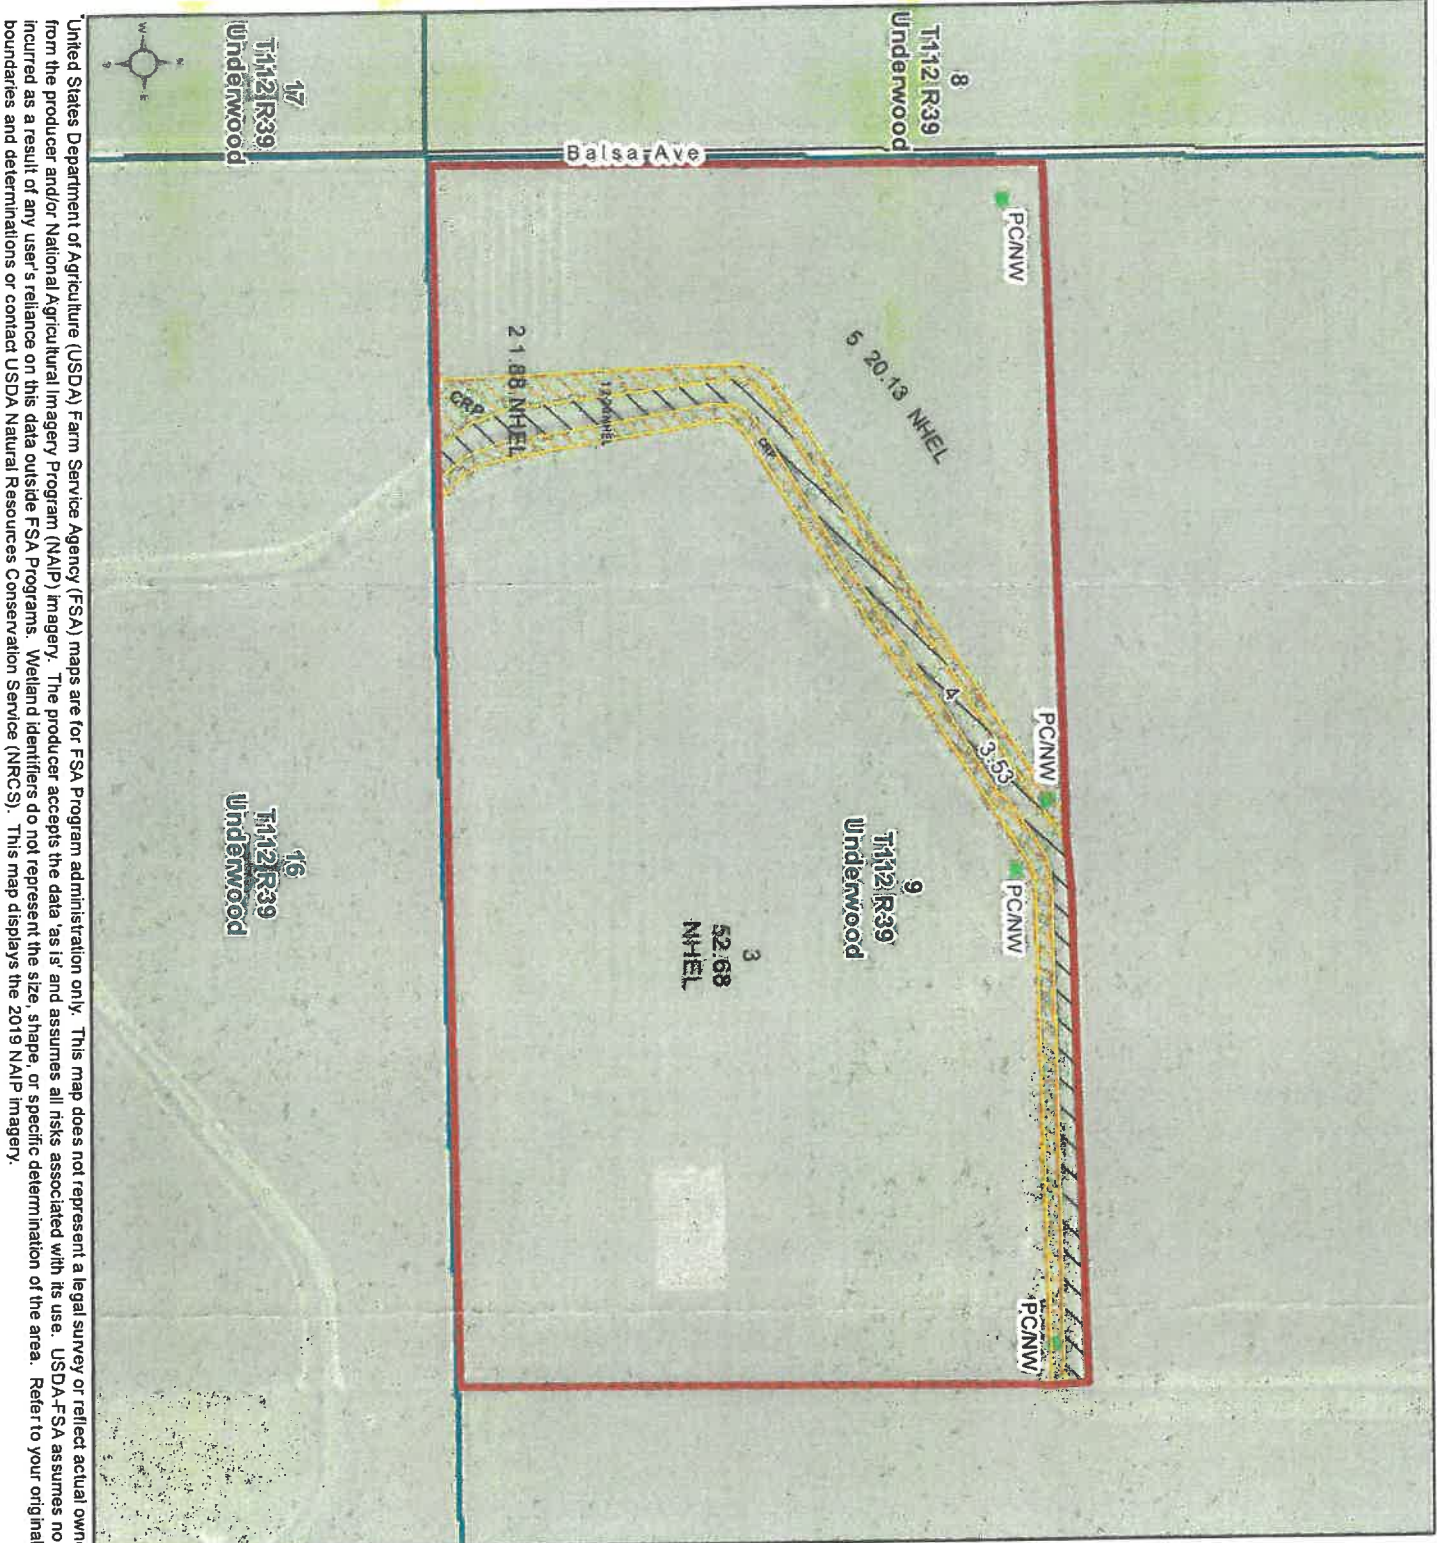 8
T112 R39
Underwood
17
T112 R39
Underwood
Balsa Ave
PC/NW
5 20.13 NHEL
2 1.88 NHEL
CRP
CRP
4
3.53
PC/NW
PC/NW
9
T112 R39
Underwood
3
52.68
NHEL
16
T112 R39
Underwood
PC/NW
N
W
E
S
United States Department of Agriculture (USDA) Farm Service Agency (FSA) maps are for FSA Program administration only. This map does not represent a legal survey or reflect actual own
from the producer and/or National Agricultural Imagery Program (NAIP) imagery. The producer accepts the data 'as is' and assumes all risks associated with its use. USDA-FSA assumes no
incurred as a result of any user's reliance on this data outside FSA Programs. Wetland identifiers do not represent the size, shape, or specific determination of the area. Refer to your original
boundaries and determinations or contact USDA Natural Resources Conservation Service (NRCS). This map displays the 2019 NAIP imagery.